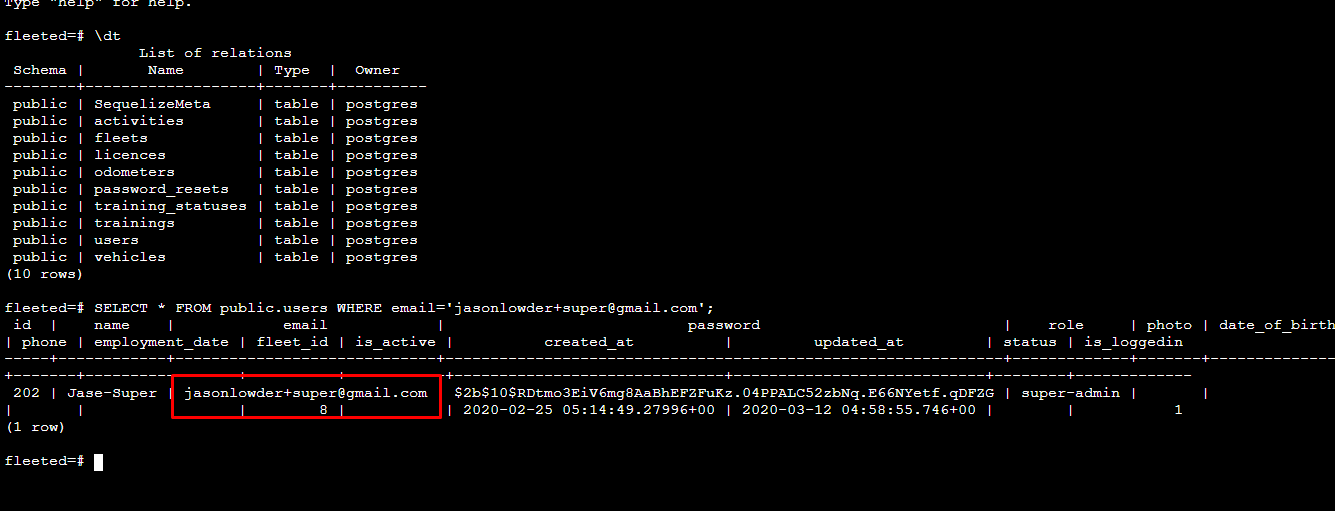 Type "help" for help.
fleeted=# \dt
List of relations
Schema | Name | Type | Owner
--------+-------------------+-------+----------
public | SequelizeMeta | table | postgres
public | activities | table | postgres
public | fleets | table | postgres
public | licences | table | postgres
public | odometers | table | postgres
public | password_resets | table | postgres
public | training_statuses | table | postgres
public | trainings | table | postgres
public | users | table | postgres
public | vehicles | table | postgres
(10 rows)
fleeted=# SELECT * FROM public.users WHERE email='jasonlowder+super@gmail.com';
id | name | email | password | role | photo | date_of_birth
| phone | employment_date | fleet_id | is_active | created_at | updated_at | status | is_loggedin
202 | Jase-Super | jasonlowder+super@gmail.com | $2b$10$RDtmo3EiV6mg8AaBhEFZFuKz.04PPALC52zbNq.E66NYetf.qDFZG | super-admin | |
| | | 8 | | 2020-02-25 05:14:49.27996+00 | 2020-03-12 04:58:55.746+00 | | 1
(1 row)
fleeted=#